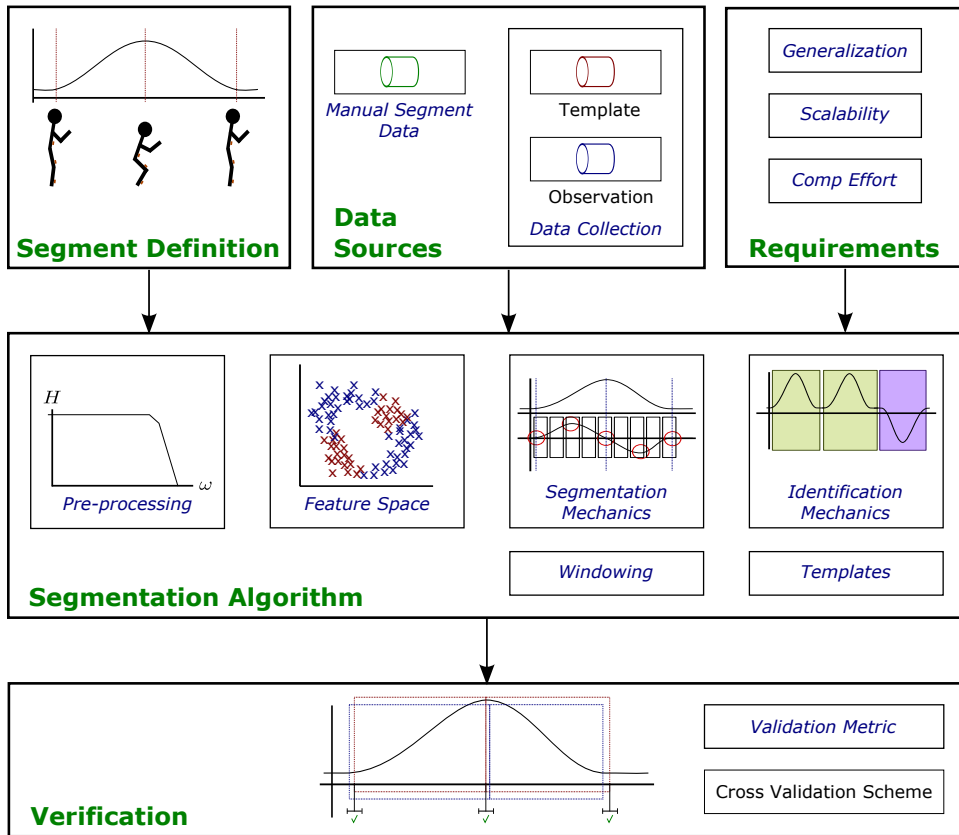 Segment Definition
Manual Segment
Data
Template
Observation
Data Collection
Data
Sources
Generalization
Scalability
Comp Effort
Requirements
H
ω
Pre-processing
Feature Space
Segmentation
Mechanics
Identification
Mechanics
Windowing
Templates
Segmentation Algorithm
Validation Metric
Cross Validation Scheme
Verification